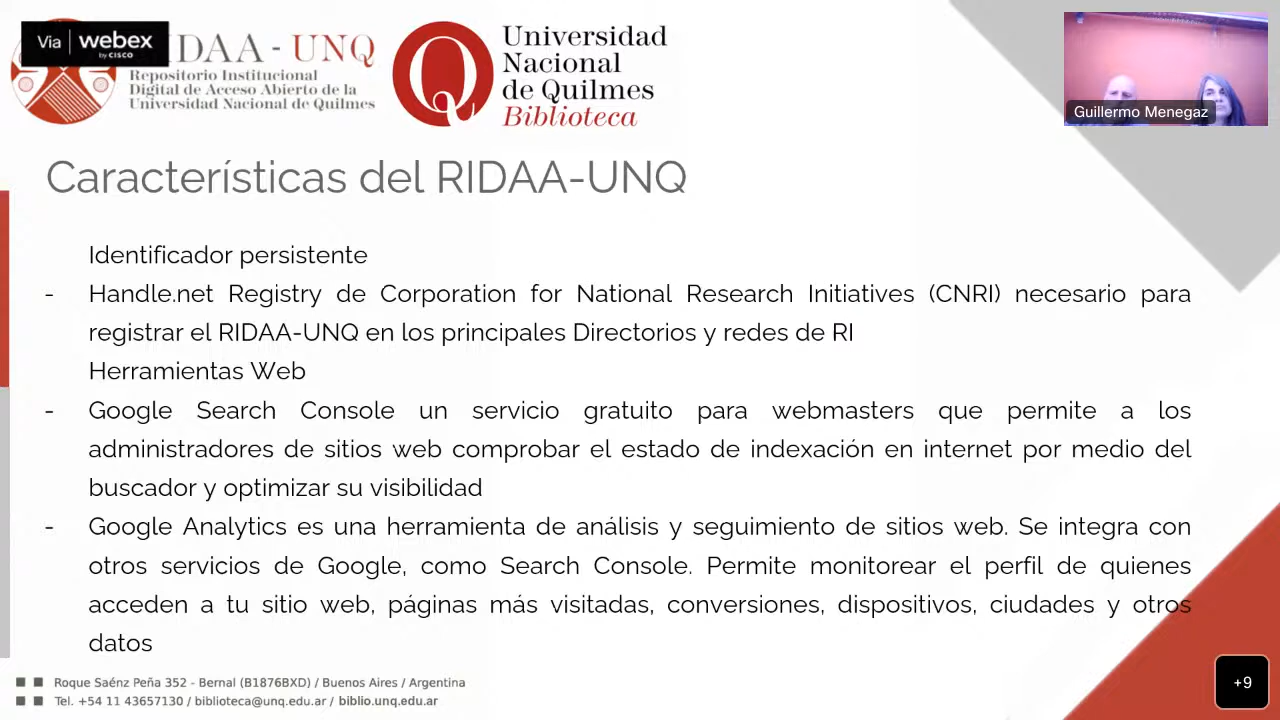 Via webex
by CISCO
IDAA - UNQ
Repositorio Institucional
Digital de Acceso Abierto de la
Universidad Nacional de Quilmes
Universidad
Nacional
de Quilmes
Biblioteca
Guillermo Menegaz
Características del RIDAA-UNQ
Identificador persistente
- Handle.net Registry de Corporation for National Research Initiatives (CNRI) necesario para
registrar el RIDAA-UNQ en los principales Directorios y redes de RI
Herramientas Web
- Google Search Console un servicio gratuito para webmasters que permite a los
administradores de sitios web comprobar el estado de indexación en internet por medio del
buscador y optimizar su visibilidad
- Google Analytics es una herramienta de análisis y seguimiento de sitios web. Se integra con
otros servicios de Google, como Search Console. Permite monitorear el perfil de quienes
acceden a tu sitio web, páginas más visitadas, conversiones, dispositivos, ciudades y otros
datos
Roque Saénz Peña 352 - Bernal (B1876BXD) / Buenos Aires / Argentina
Tel. +54 11 43657130 / biblioteca@unq.edu.ar / biblio.unq.edu.ar
+9